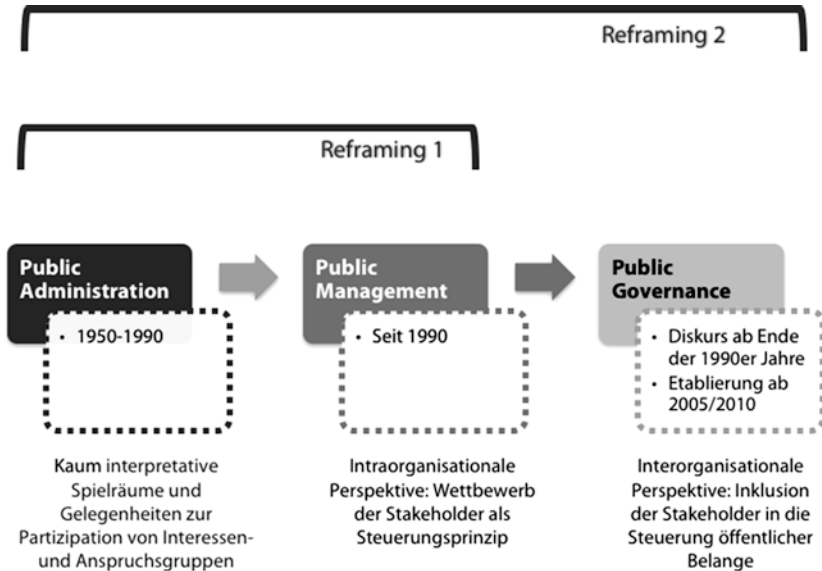 Reframing 2
Reframing 1
Public
Administration
• 1950-1990
Kaum interpretative
Spielräume und
Gelegenheiten zur
Partizipation von Interessen-
und Anspruchsgruppen
Public
Management
• Seit 1990
Intraorganisationale
Perspektive: Wettbewerb
der Stakeholder als
Steuerungsprinzip
Public
Governance
• Diskurs ab Ende
der 1990er Jahre
• Etablierung ab
2005/2010
Interorganisationale
Perspektive: Inklusion
der Stakeholder in die
Steuerung öffentlicher
Belange